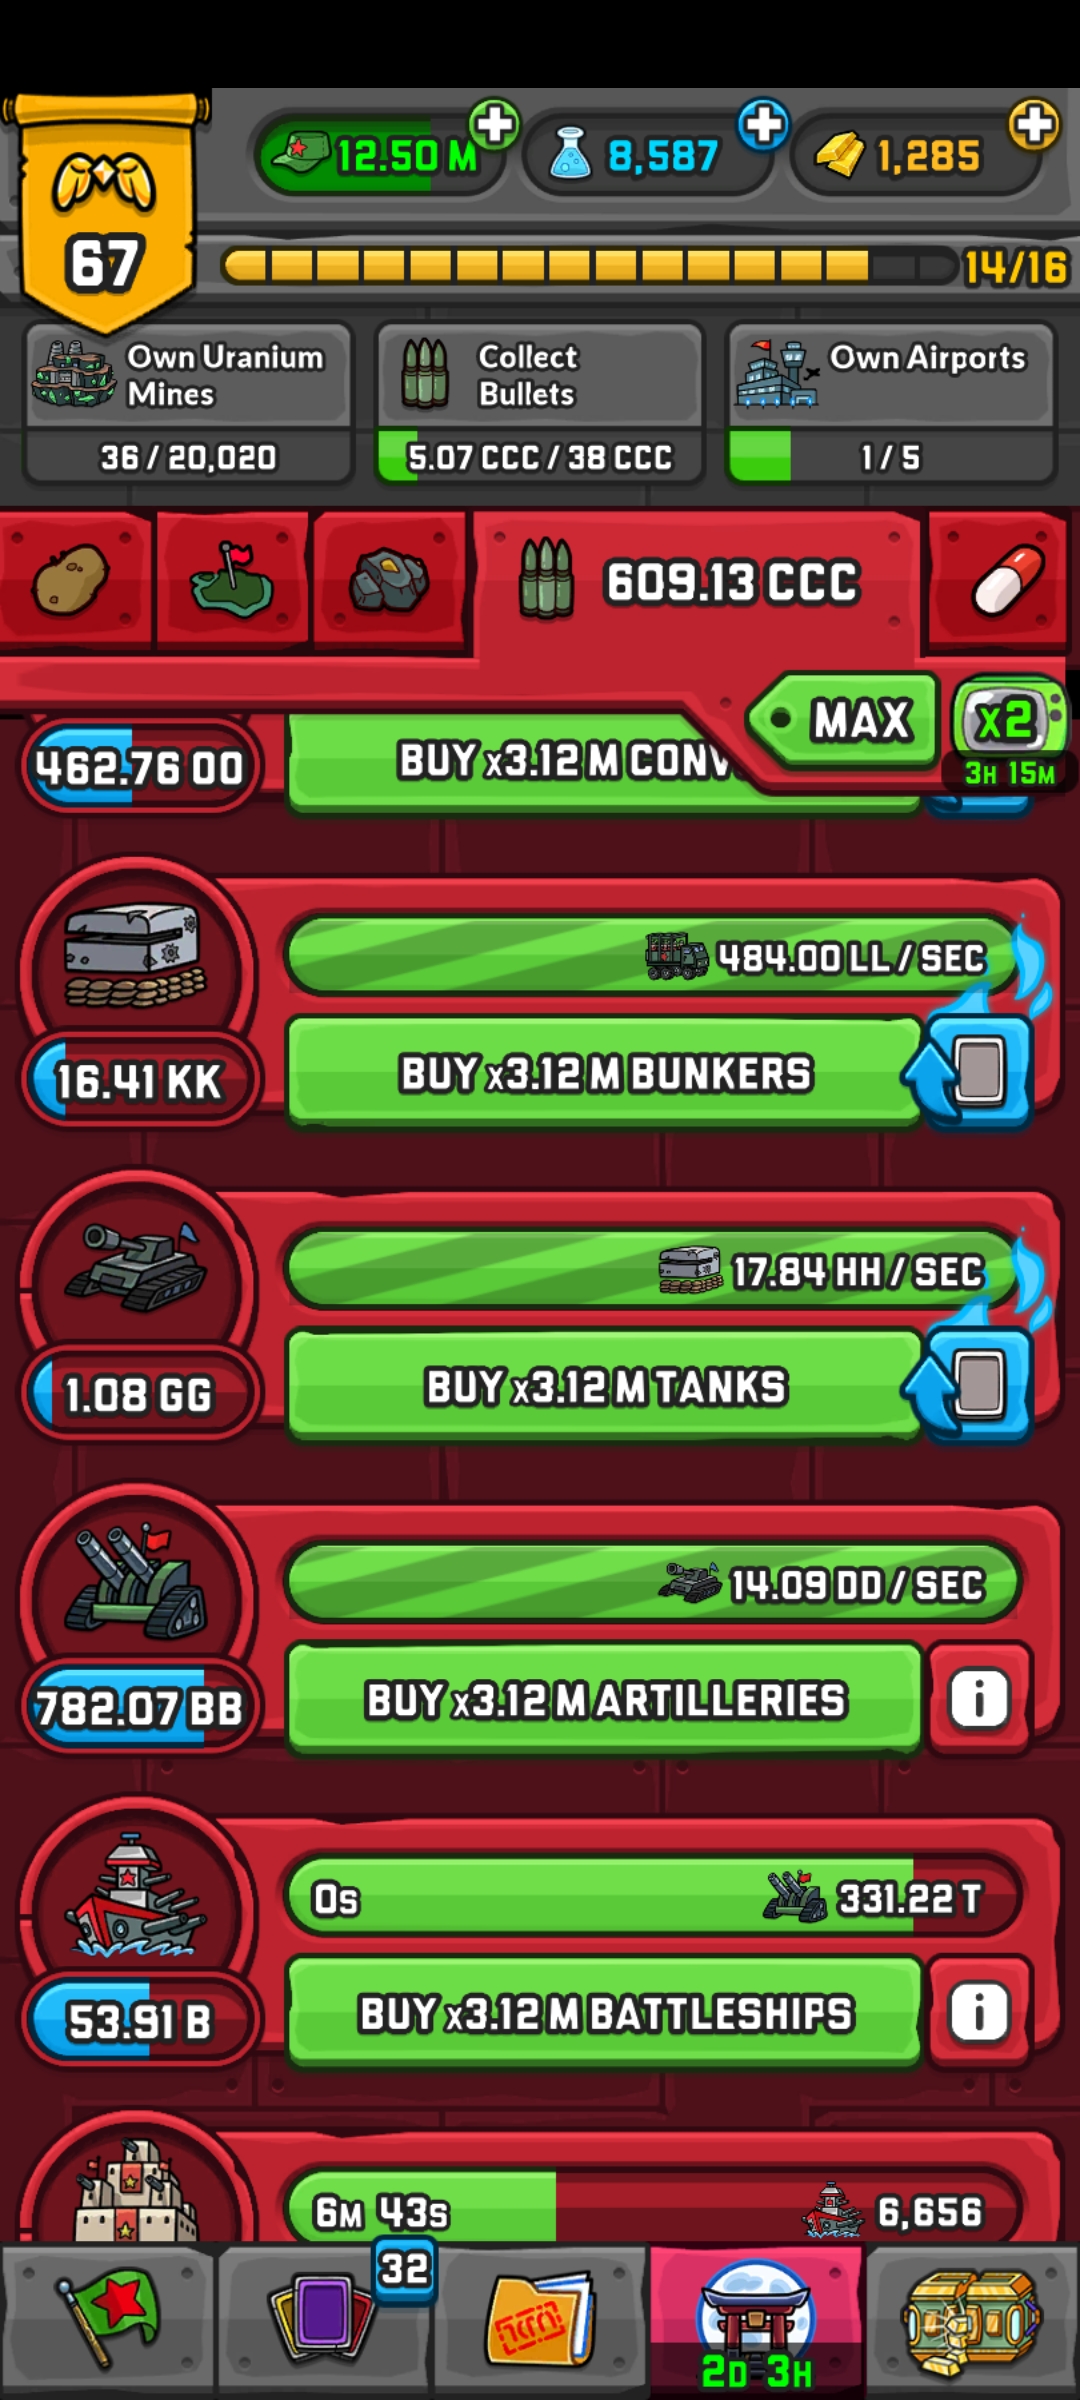 12.50 M
8,587
1,285
67
14/16
Own Uranium
Mines
36 / 20,020
Collect
Bullets
5.07 CCC / 38 CCC
Own Airports
1 / 5
609.13 CCC
MAX
x2
3H 15M
462.76 OO
BUY x3.12 M CONV
484.00 LL / SEC
16.41 KK
BUY x3.12 M BUNKERS
17.84 HH / SEC
1.08 GG
BUY x3.12 M TANKS
14.09 DD / SEC
782.07 BB
BUY x3.12 M ARTILLERIES
i
0s
331.22 T
53.91 B
BUY x3.12 M BATTLESHIPS
i
6M 43s
6,656
32
2D 3H